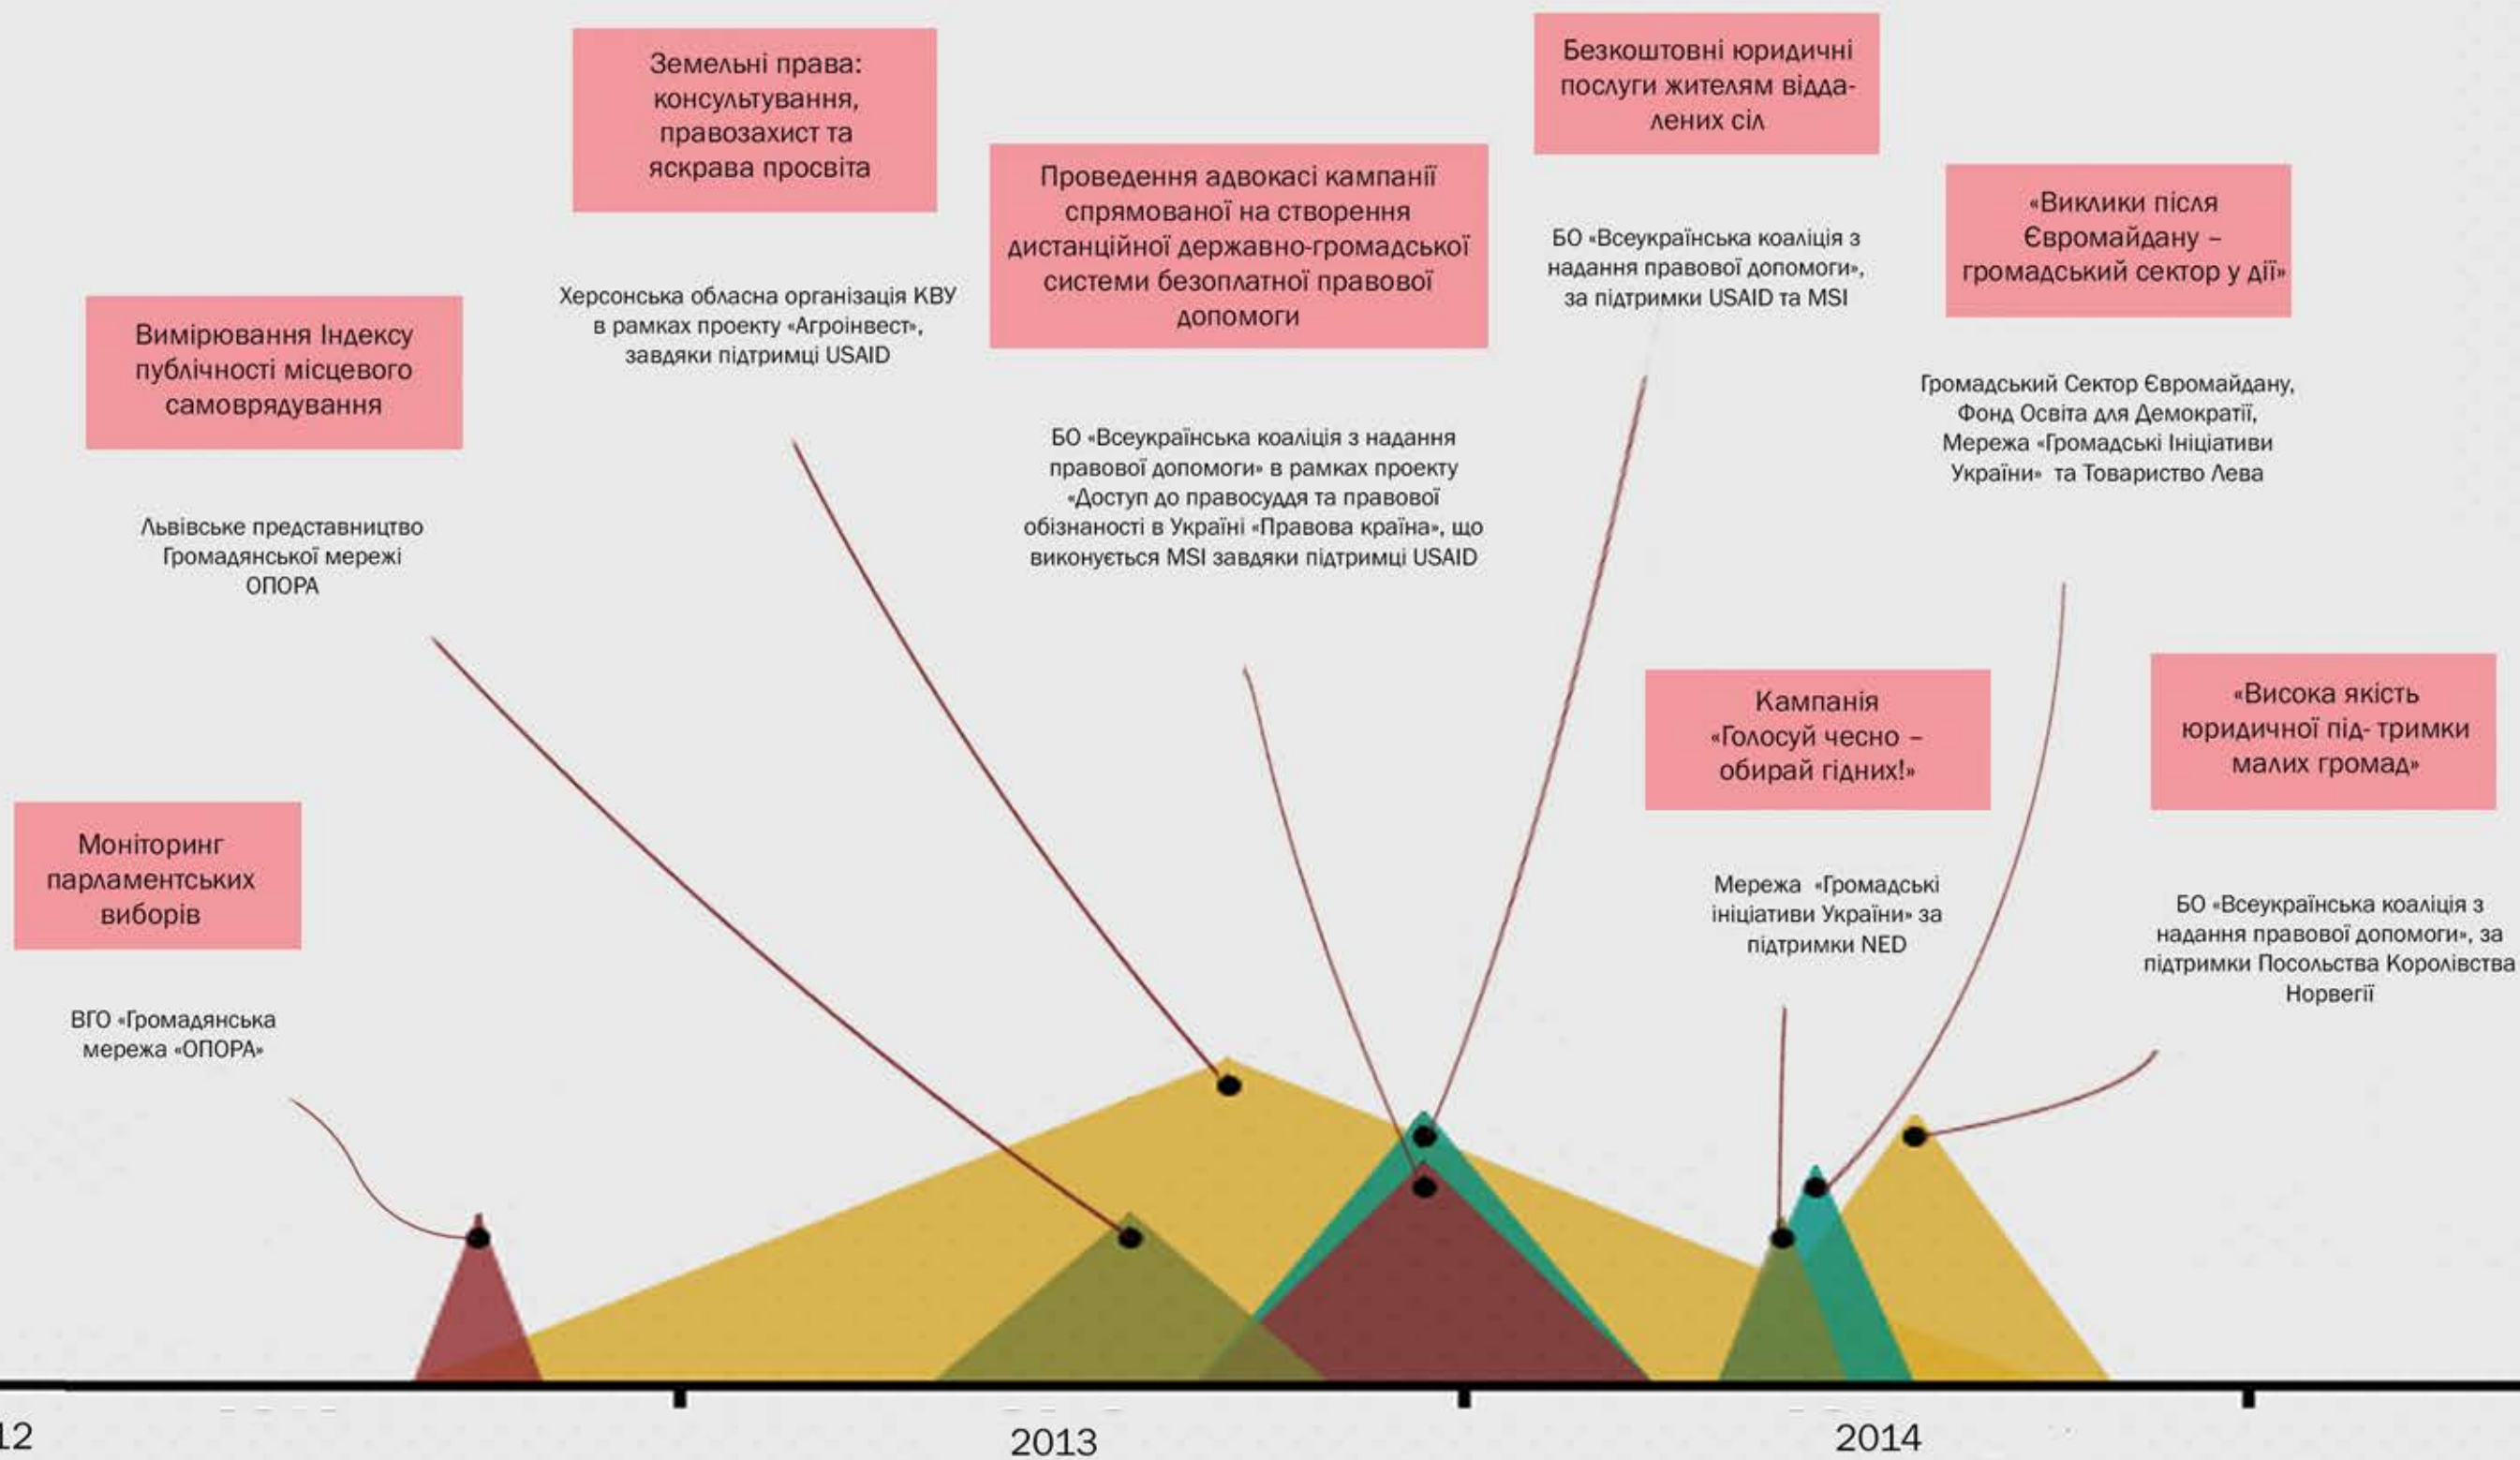 Безкоштовні юридичні
послуги жителям відда-
лених сіл
БО «Всеукраїнська коаліція з
надання правової допомоги»,
за підтримки USAID та MSI
Земельні права:
консультування,
правозахист та
яскрава просвіта
Херсонська обласна організація КВУ
в рамках проекту «Агроінвест»,
завдяки підтримці USAID
Проведення адвокасі кампанії
спрямованої на створення
дистанційної державно-громадської
системи безоплатної правової
допомоги
БО «Всеукраїнська коаліція з надання
правової допомоги» в рамках проекту
«Доступ до правосуддя та правової
обізнаності в Україні «Правова країна», що
виконується MSI завдяки підтримці USAID
«Виклики після
Євромайдану –
громадський сектор у дії»
Громадський Сектор Євромайдану,
Фонд Освіта для Демократії,
Мережа «Громадські Ініціативи
України» та Товариство Лева
Вимірювання Індексу
публічності місцевого
самоврядування
Львівське представництво
Громадянської мережі
ОПОРА
Кампанія
«Голосуй чесно –
обирай гідних!»
Мережа «Громадські
ініціативи України» за
підтримки NED
«Висока якість
юридичної під- тримки
малих громад»
БО «Всеукраїнська коаліція з
надання правової допомоги», за
підтримки Посольства Королівства
Норвегії
Моніторинг
парламентських
виборів
ВГО «Громадянська
мережа «ОПОРА»
12
2013
2014